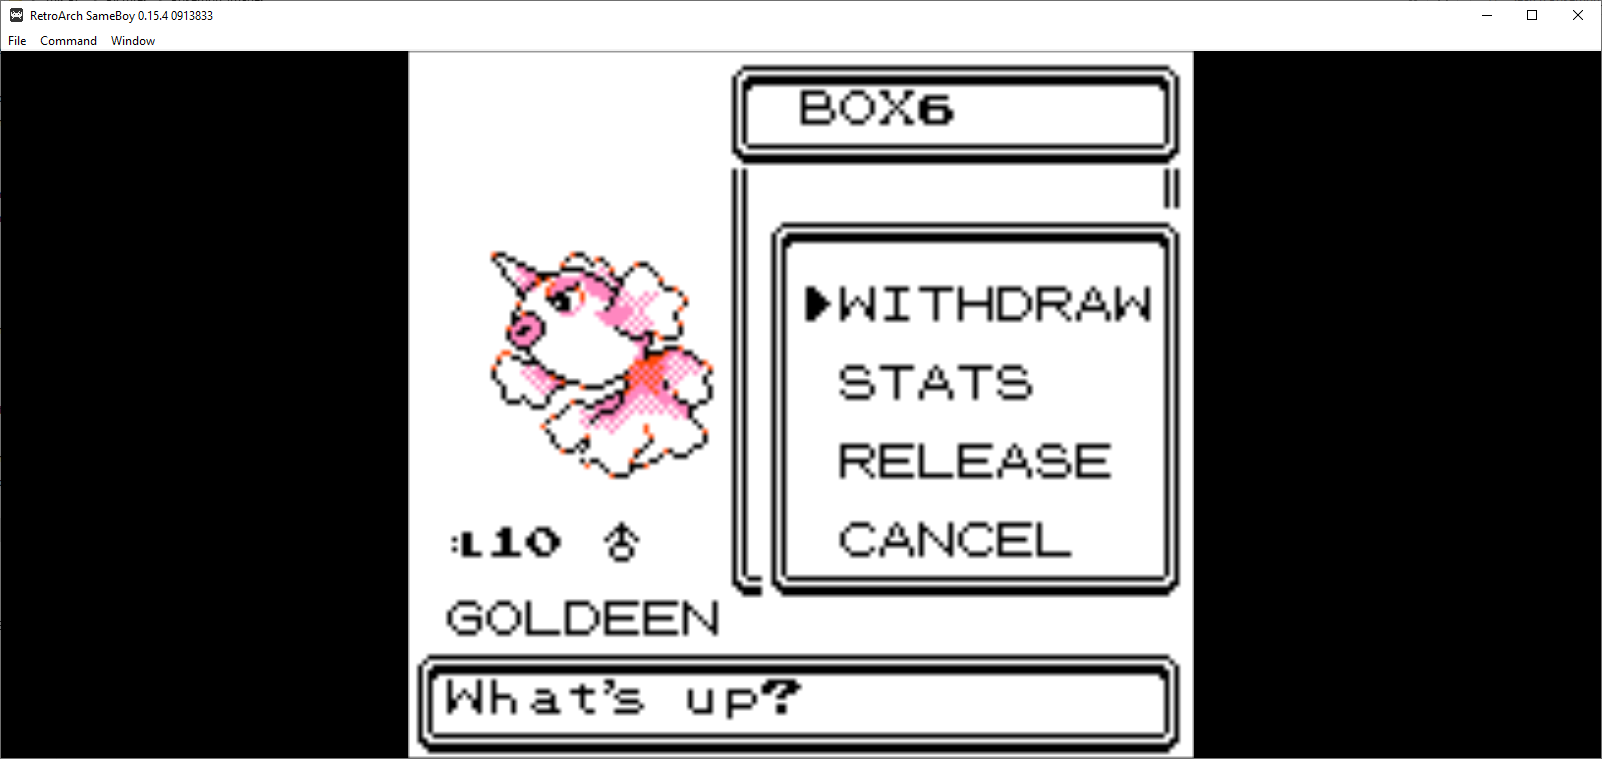 RetroArch SameBoy 0.15.4 0913833
File Command Window
BOX6
▶WITHDRAW
STATS
RELEASE
CANCEL
:L10 ♂
GOLDEEN
What's up?